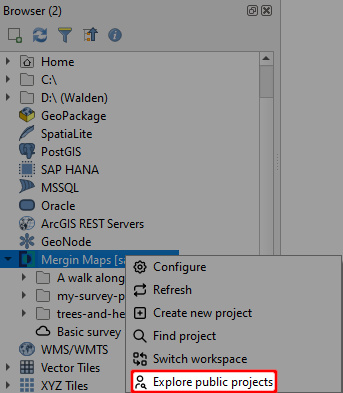 Browser (2)
Home
C:\
D:\ (Walden)
GeoPackage
SpatiaLite
PostGIS
SAP HANA
MSSQL
Oracle
ArcGIS REST Servers
GeoNode
Mergin Maps [sa
A walk along
my-survey-p
trees-and-he
Basic survey
WMS/WMTS
Vector Tiles
XYZ Tiles
Configure
Refresh
Create new project
Find project
Switch workspace
Explore public projects